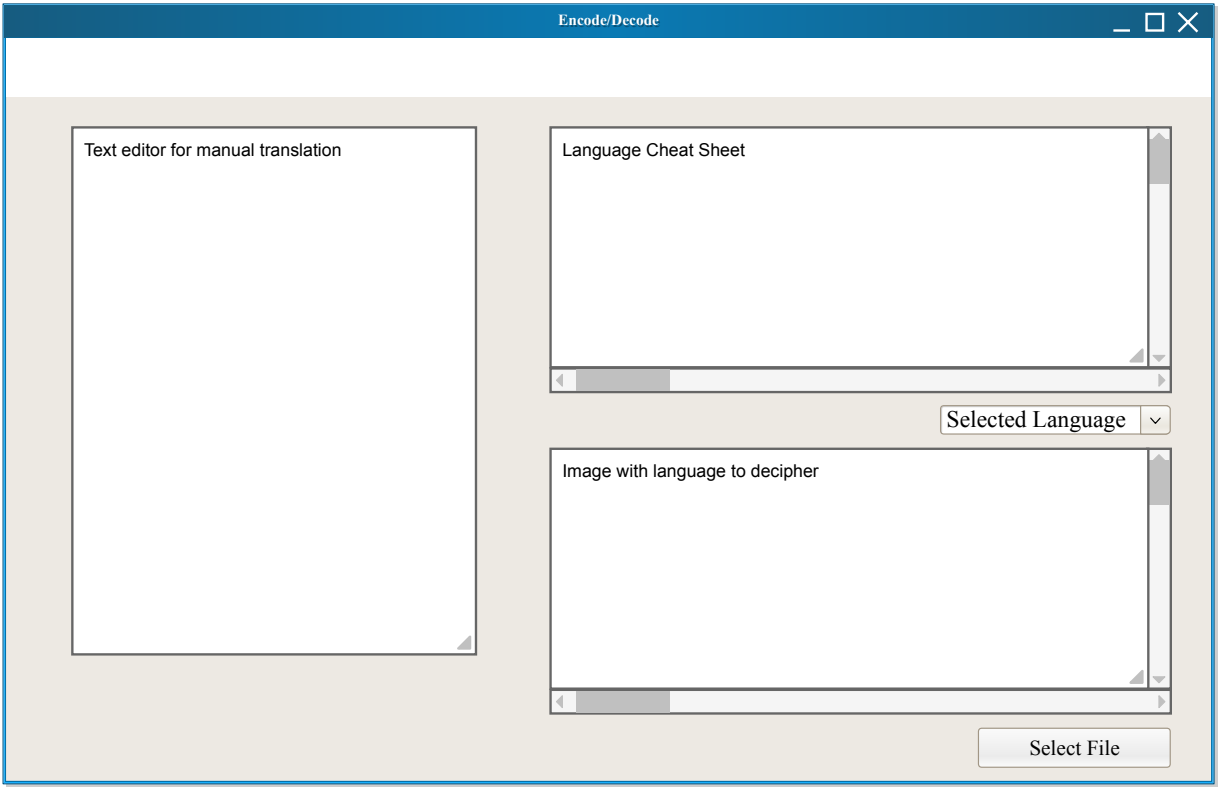 Encode/Decode
Text editor for manual translation
Language Cheat Sheet
Selected Language
Image with language to decipher
Select File